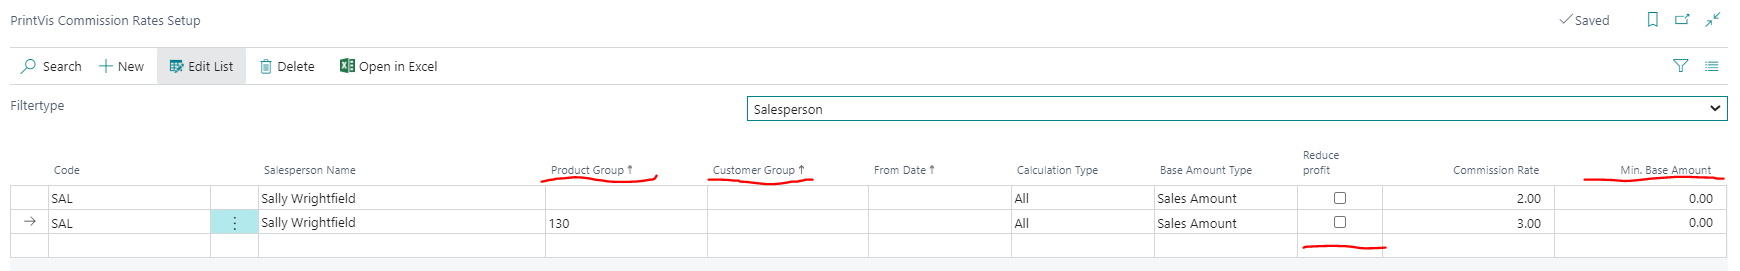 PrintVis Commission Rates Setup
Saved
Search New Edit List Delete Open in Excel
Filtertype
Salesperson
Code Salesperson Name Product Group ↑ Customer Group ↑ From Date ↑ Calculation Type Base Amount Type Reduce profit Commission Rate Min. Base Amount
SAL Sally Wrightfield All Sales Amount 2.00 0.00
SAL Sally Wrightfield 130 All Sales Amount 3.00 0.00